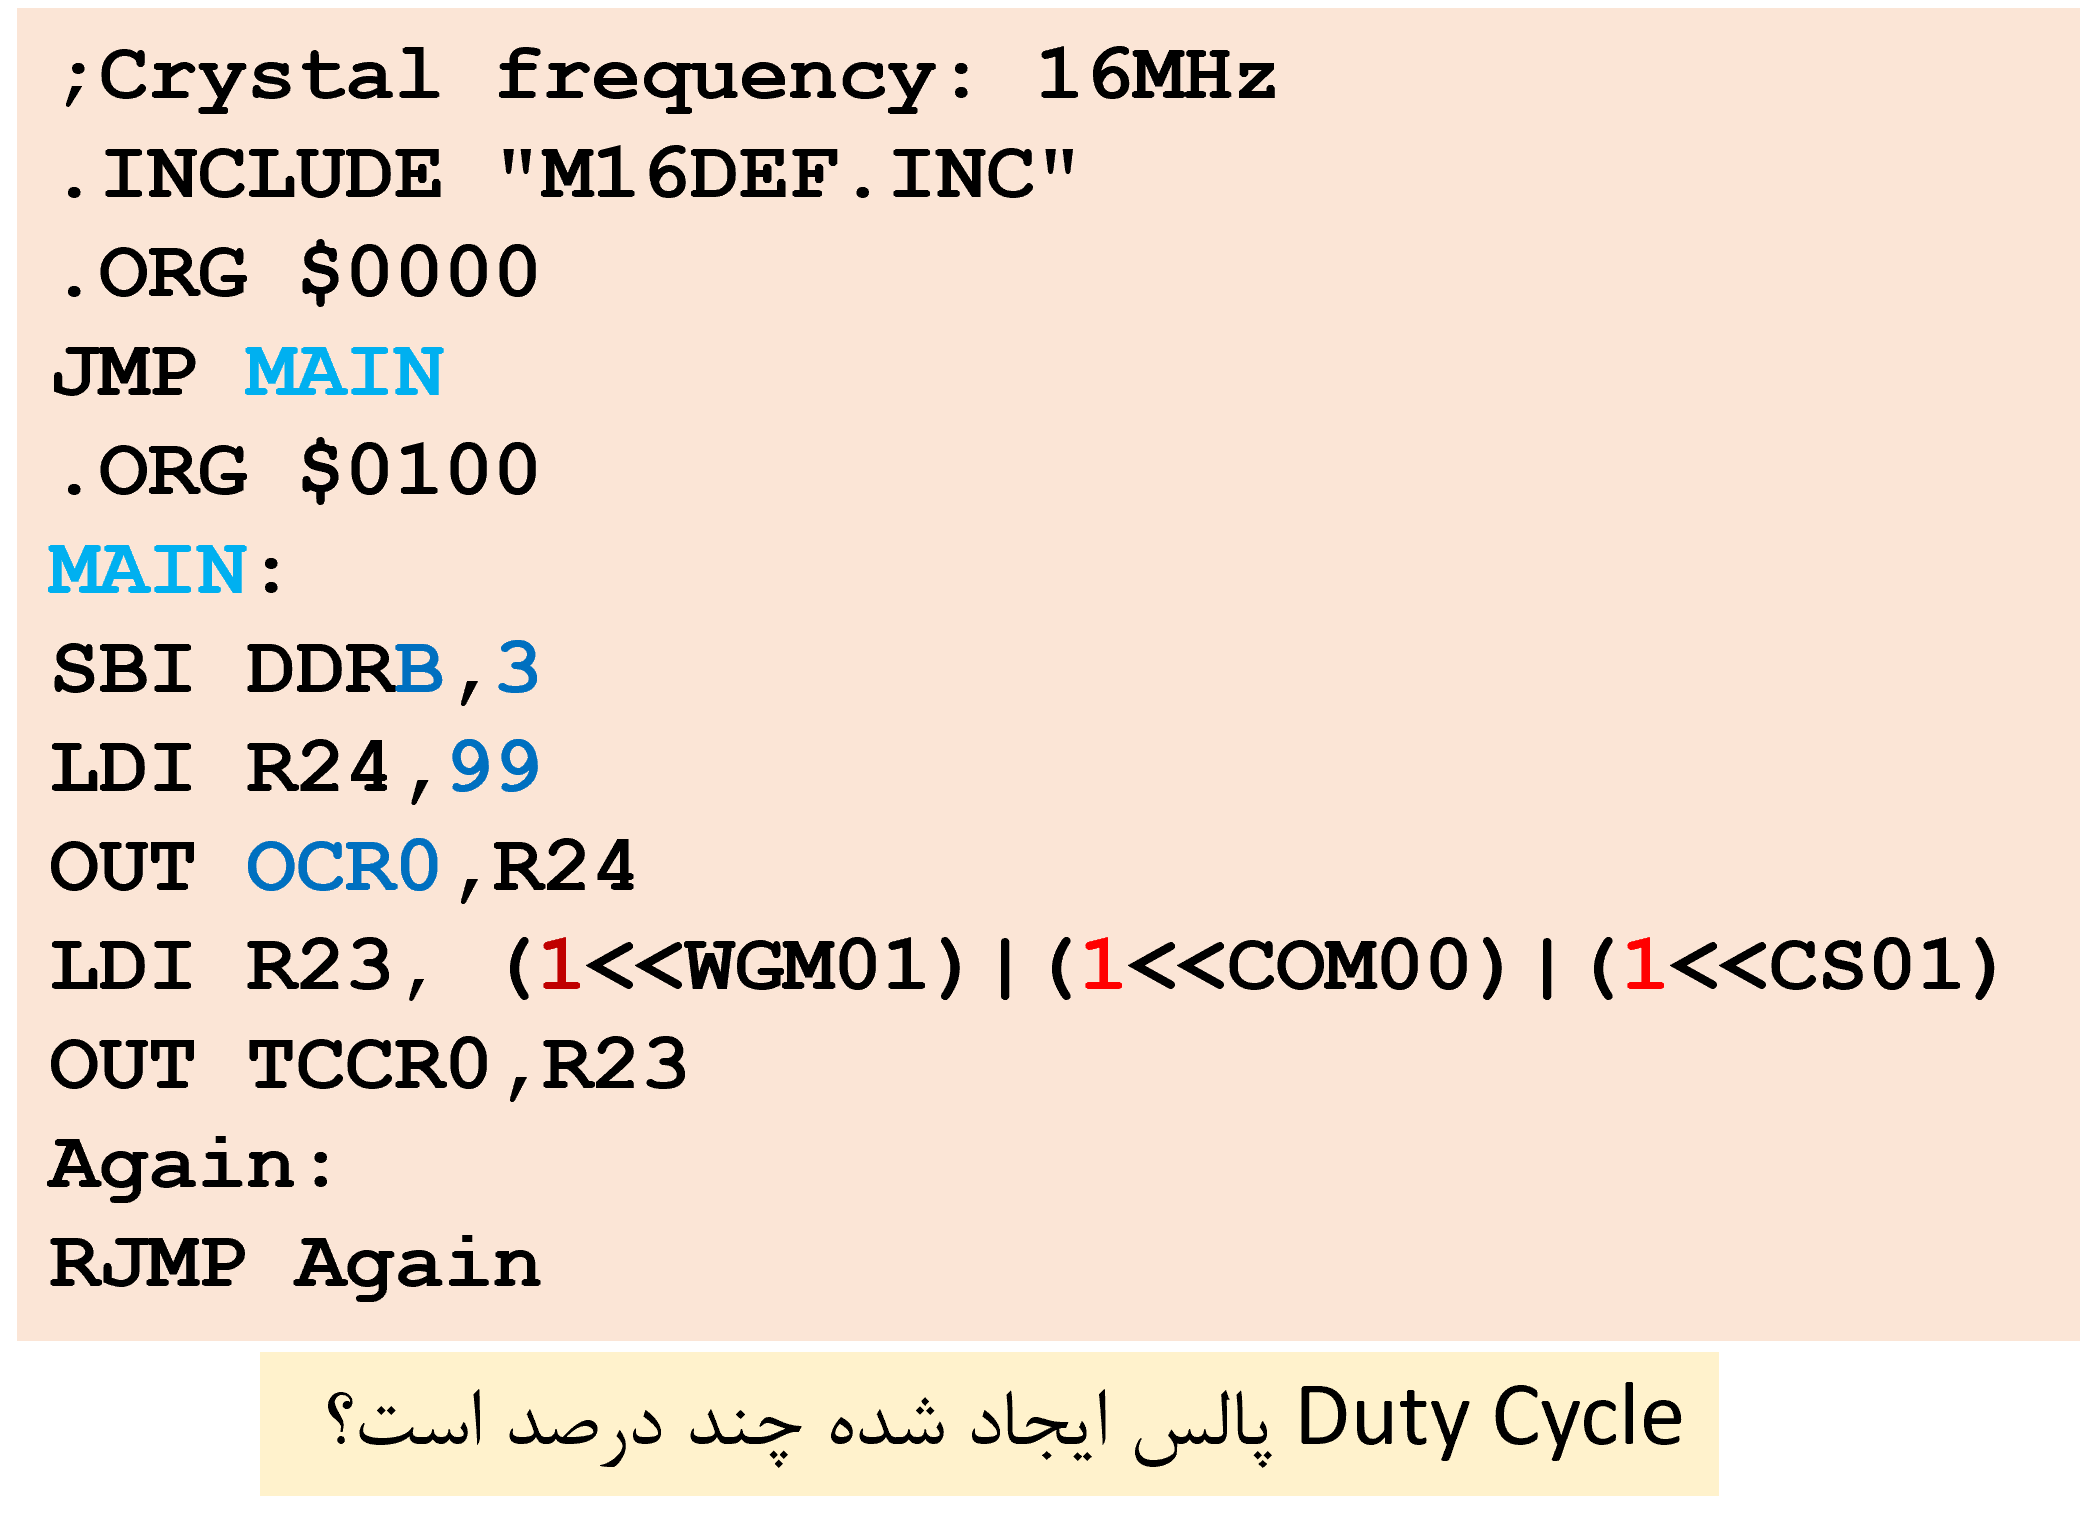 ;Crystal frequency: 16MHz
.INCLUDE "M16DEF.INC"
.ORG $0000
JMP MAIN
.ORG $0100
MAIN:
SBI DDRB,3
LDI R24,99
OUT OCR0,R24
LDI R23, (1<<WGM01)|(1<<COM00)|(1<<CS01)
OUT TCCR0,R23
Again:
RJMP Again
Duty Cycle پالس ایجاد شده چند درصد است؟